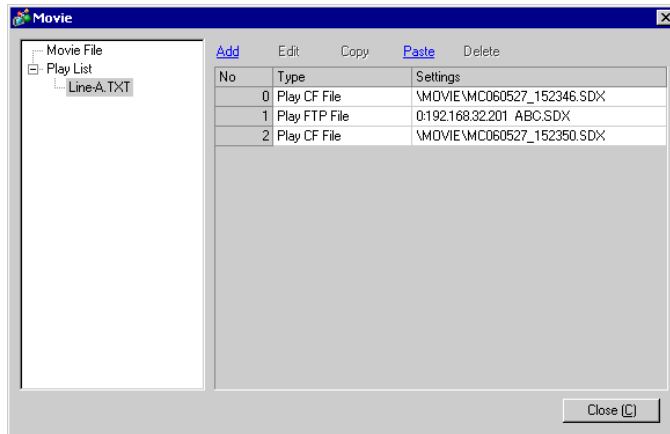 Movie
Movie File
Play List
Line-A.TXT
Add Edit Copy Paste Delete
No Type Settings
0 Play CF File \MOVIE\MC060527_152346.SDX
1 Play FTP File 0:192.168.32.201 ABC.SDX
2 Play CF File \MOVIE\MC060527_152350.SDX
Close (C)